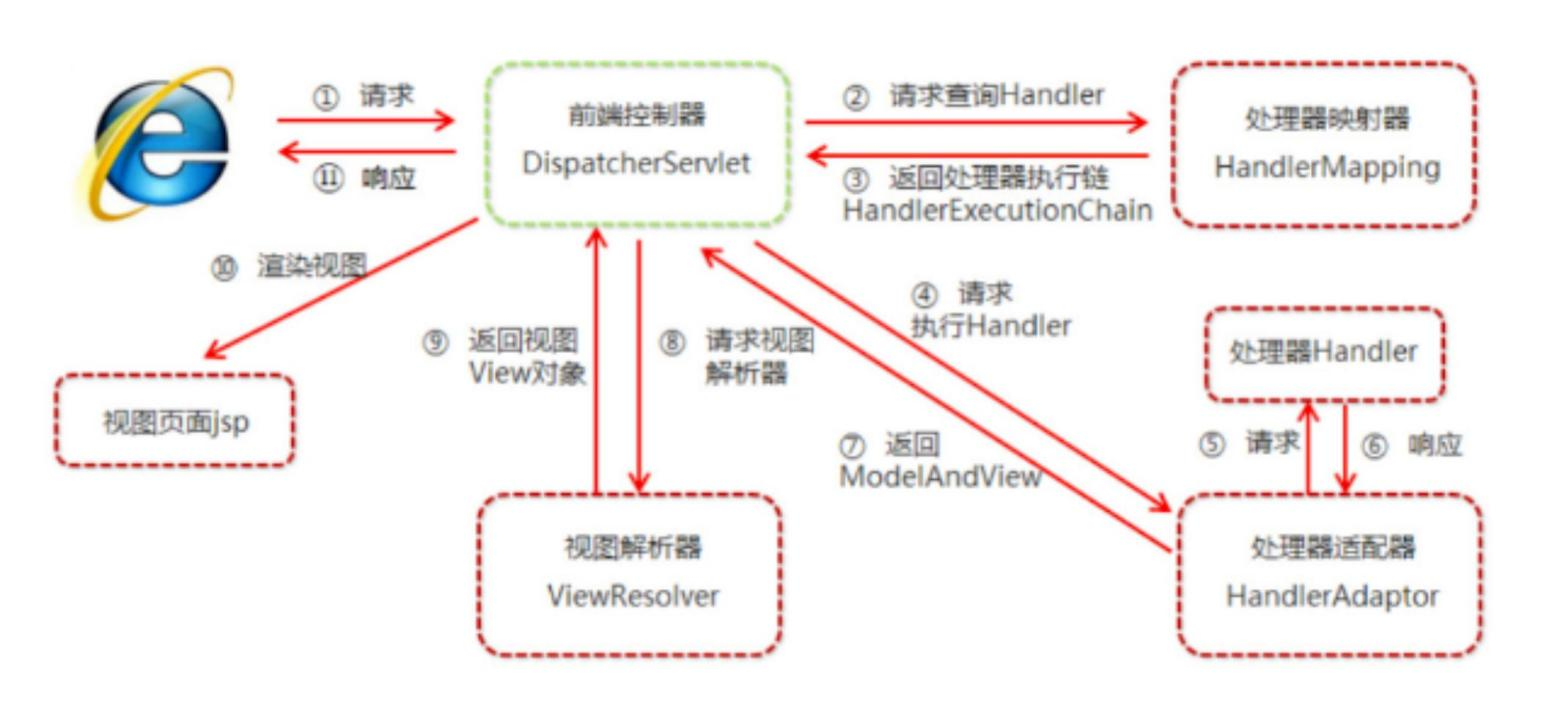 ① 请求
⑪ 响应
前端控制器
DispatcherServlet
② 请求查询Handler
③ 返回处理器执行链
HandlerExecutionChain
处理器映射器
HandlerMapping
⑩ 渲染视图
④ 请求
执行Handler
⑨ 返回视图
View对象
⑧ 请求视图
解析器
处理器Handler
视图页面jsp
⑦ 返回
ModelAndView
⑤ 请求
⑥ 响应
视图解析器
ViewResolver
处理器适配器
HandlerAdaptor